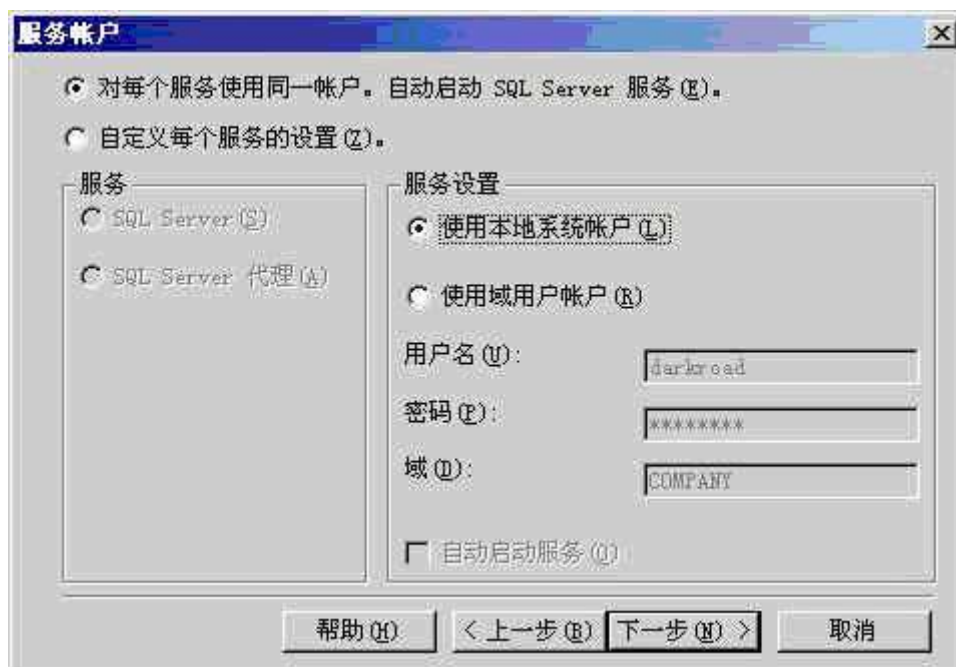 服务帐户
对每个服务使用同一帐户。自动启动 SQL Server 服务(E)。
自定义每个服务的设置(Z)。
服务
SQL Server(S)
SQL Server 代理(A)
服务设置
使用本地系统帐户(L)
使用域用户帐户(R)
用户名(U):
darkroad
密码(P):
********
域(D):
COMPANY
自动启动服务(O)
帮助(H)
< 上一步(B)
下一步(N) >
取消